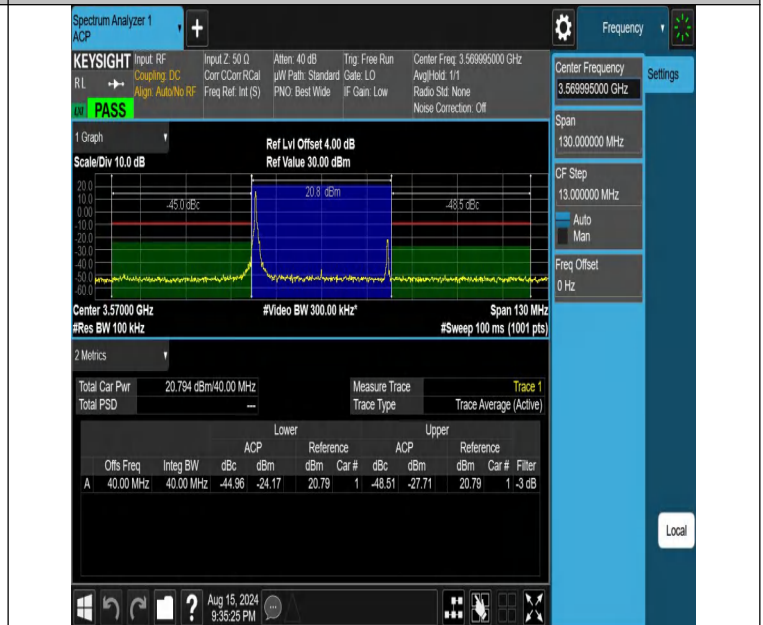 Spectrum Analyzer 1
ACP
+
Frequency
KEYSIGHT Input: RF Input Z: 50 Ω Atten: 40 dB Trig: Free Run Center Freq: 3.569995000 GHz
RL Coupling: DC Corr CCorr RCal µW Path: Standard Gate: LO Avg|Hold: 1/1
Align: Auto/No RF Freq Ref: Int (S) PNO: Best Wide IF Gain: Low Radio Std: None
Noise Correction: Off
PASS
Center Frequency
3.569995000 GHz
Settings
Span
130.000000 MHz
CF Step
13.000000 MHz
Auto
Man
Freq Offset
0 Hz
1 Graph
Ref Lvl Offset 4.00 dB
Scale/Div 10.0 dB Ref Value 30.00 dBm
20.0
10.0
0.00
-10.0
-20.0
-30.0
-40.0
-50.0
-60.0
-45.0 dBc 20.8 dBm -48.5 dBc
Center 3.57000 GHz #Video BW 300.00 kHz* Span 130 MHz
#Res BW 100 kHz #Sweep 100 ms (1001 pts)
2 Metrics
Total Car Pwr 20.794 dBm/40.00 MHz Measure Trace Trace 1
Total PSD --- Trace Type Trace Average (Active)
Lower Upper
ACP Reference ACP Reference
Offs Freq Integ BW dBc dBm dBm Car # dBc dBm dBm Car # Filter
A 40.00 MHz 40.00 MHz -44.96 -24.17 20.79 1 -48.51 -27.71 20.79 1 -3 dB
Local
? Aug 15, 2024
9:35:25 PM